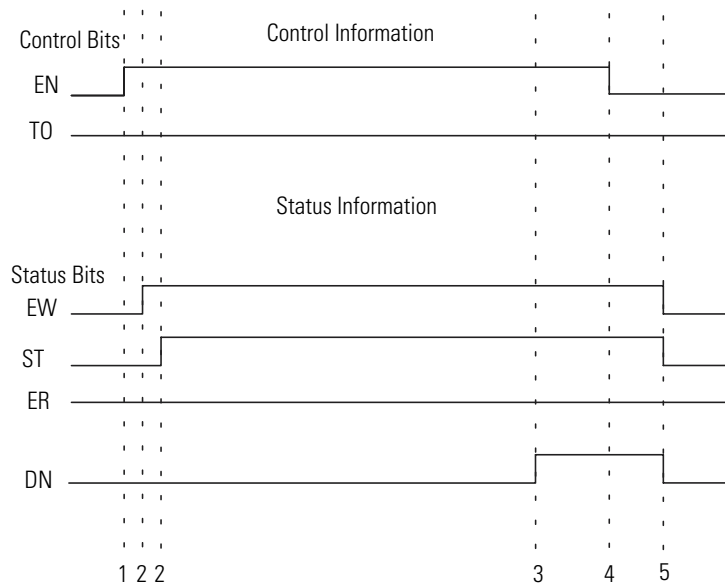 Control Information
Control Bits
EN
TO
Status Information
Status Bits
EW
ST
ER
DN
1 2 2 3 4 5